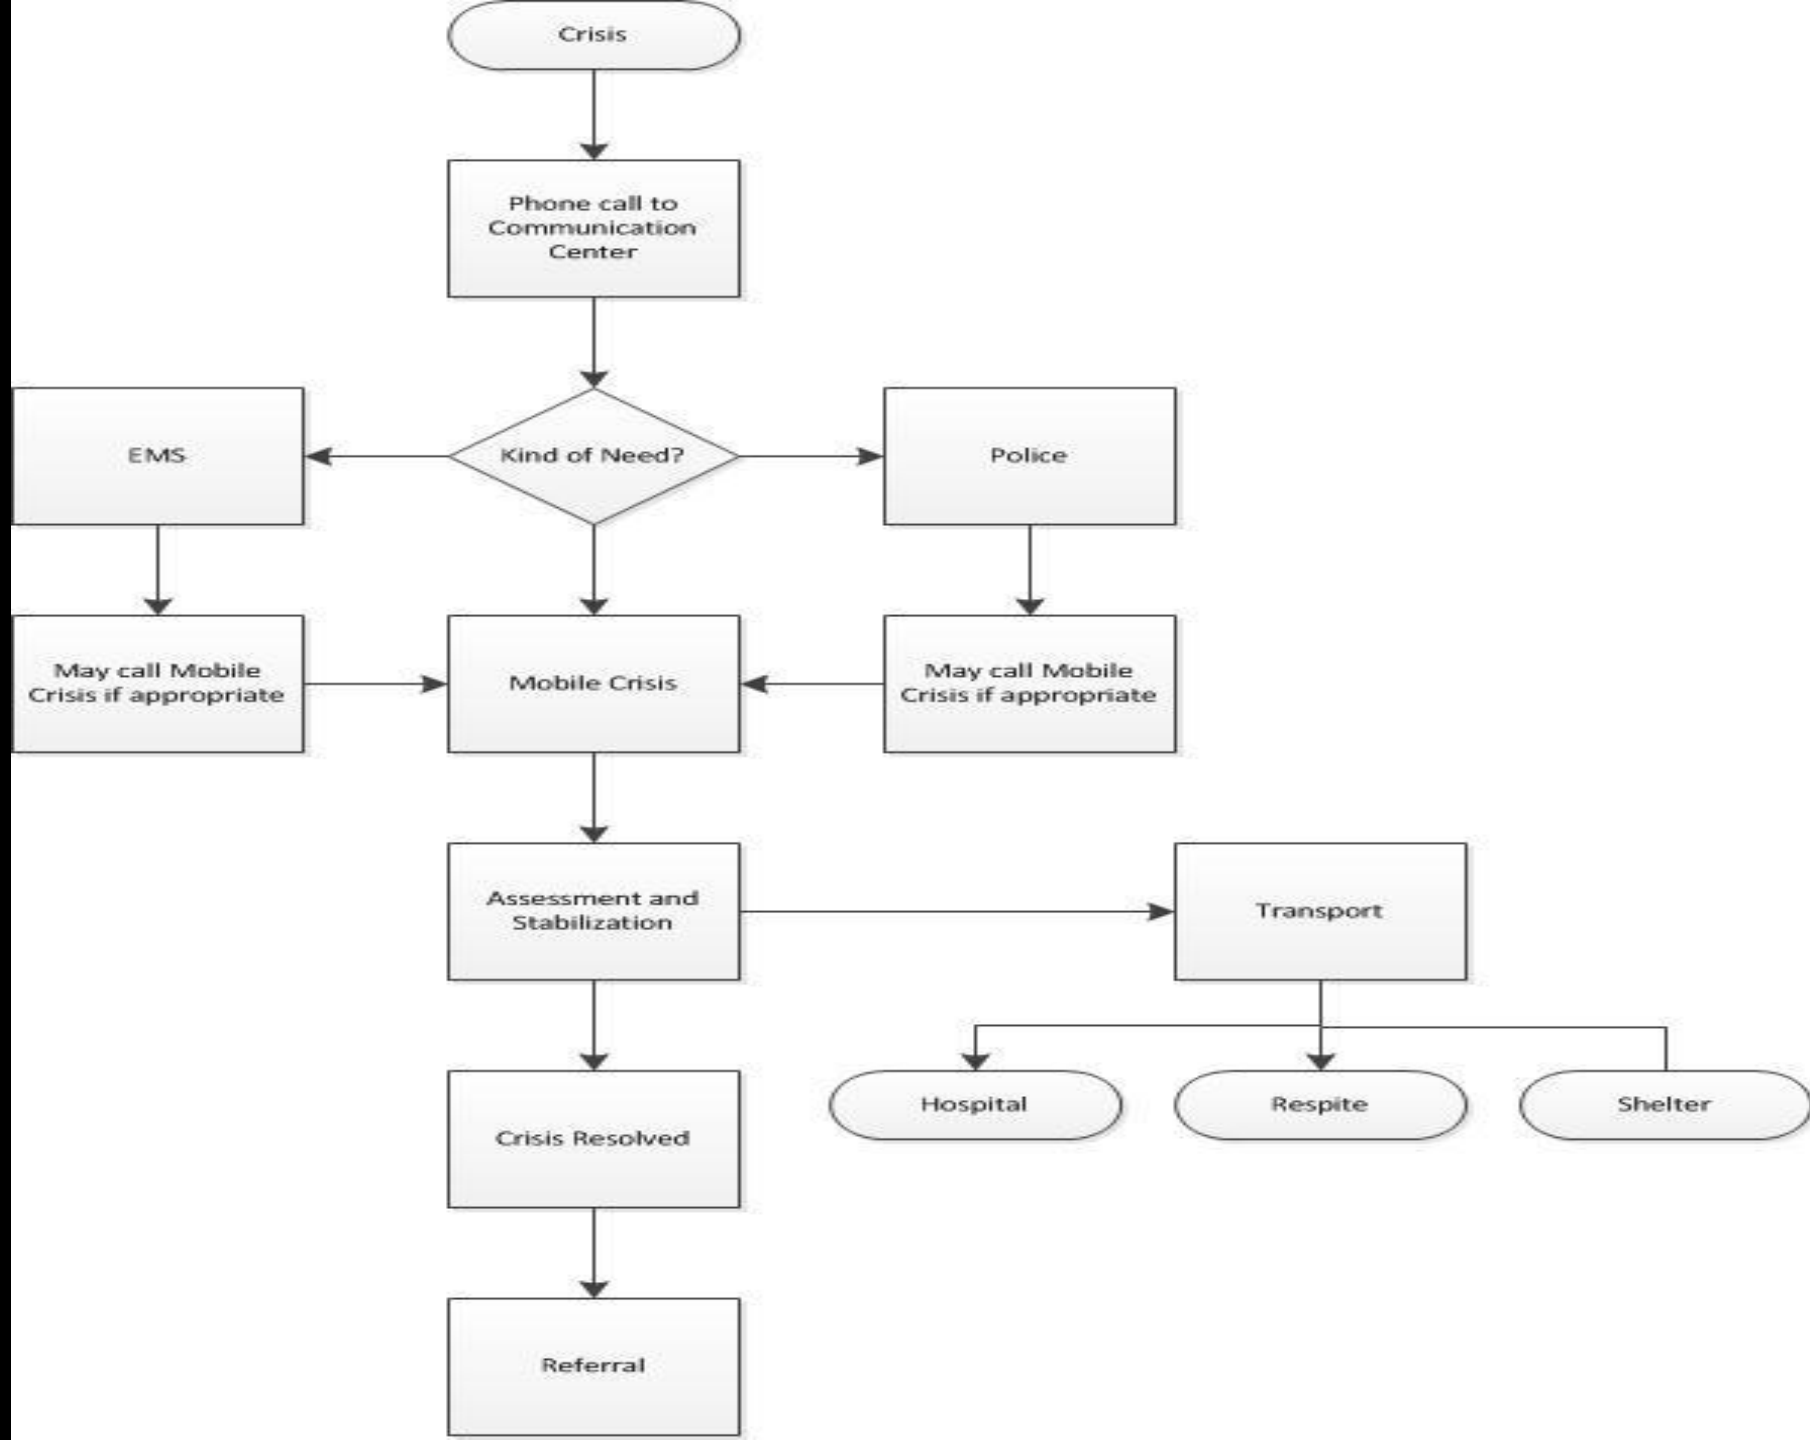 Crisis
Phone call to
Communication
Center
EMS
Kind of Need?
Police
May call Mobile
Crisis if appropriate
Mobile Crisis
May call Mobile
Crisis if appropriate
Assessment and
Stabilization
Transport
Hospital
Respite
Shelter
Crisis Resolved
Referral